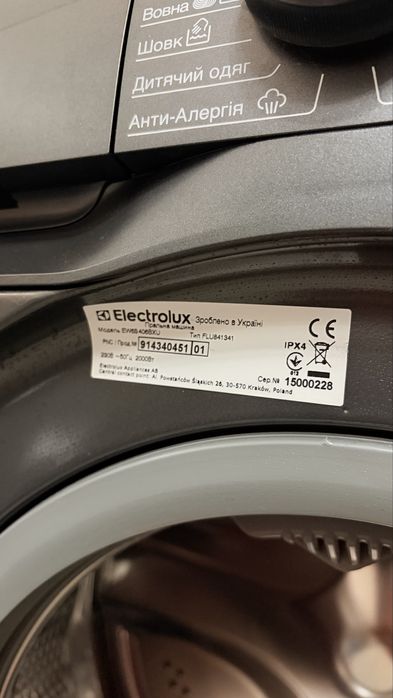 Вовна
Шовк
Дитячий одяг
Анти-Алергія
Electrolux Зроблено в Україні
Пральна машина
Модель EW6S406BXU Тип FLU841341
PNC | Прод.№ 914340451 01
230В ~50Гц 2000Вт
IPX4
Electrolux Appliances AB
Central contact point: Al. Powstańców Śląskich 26, 30-570 Kraków, Poland
Сер № 15000228